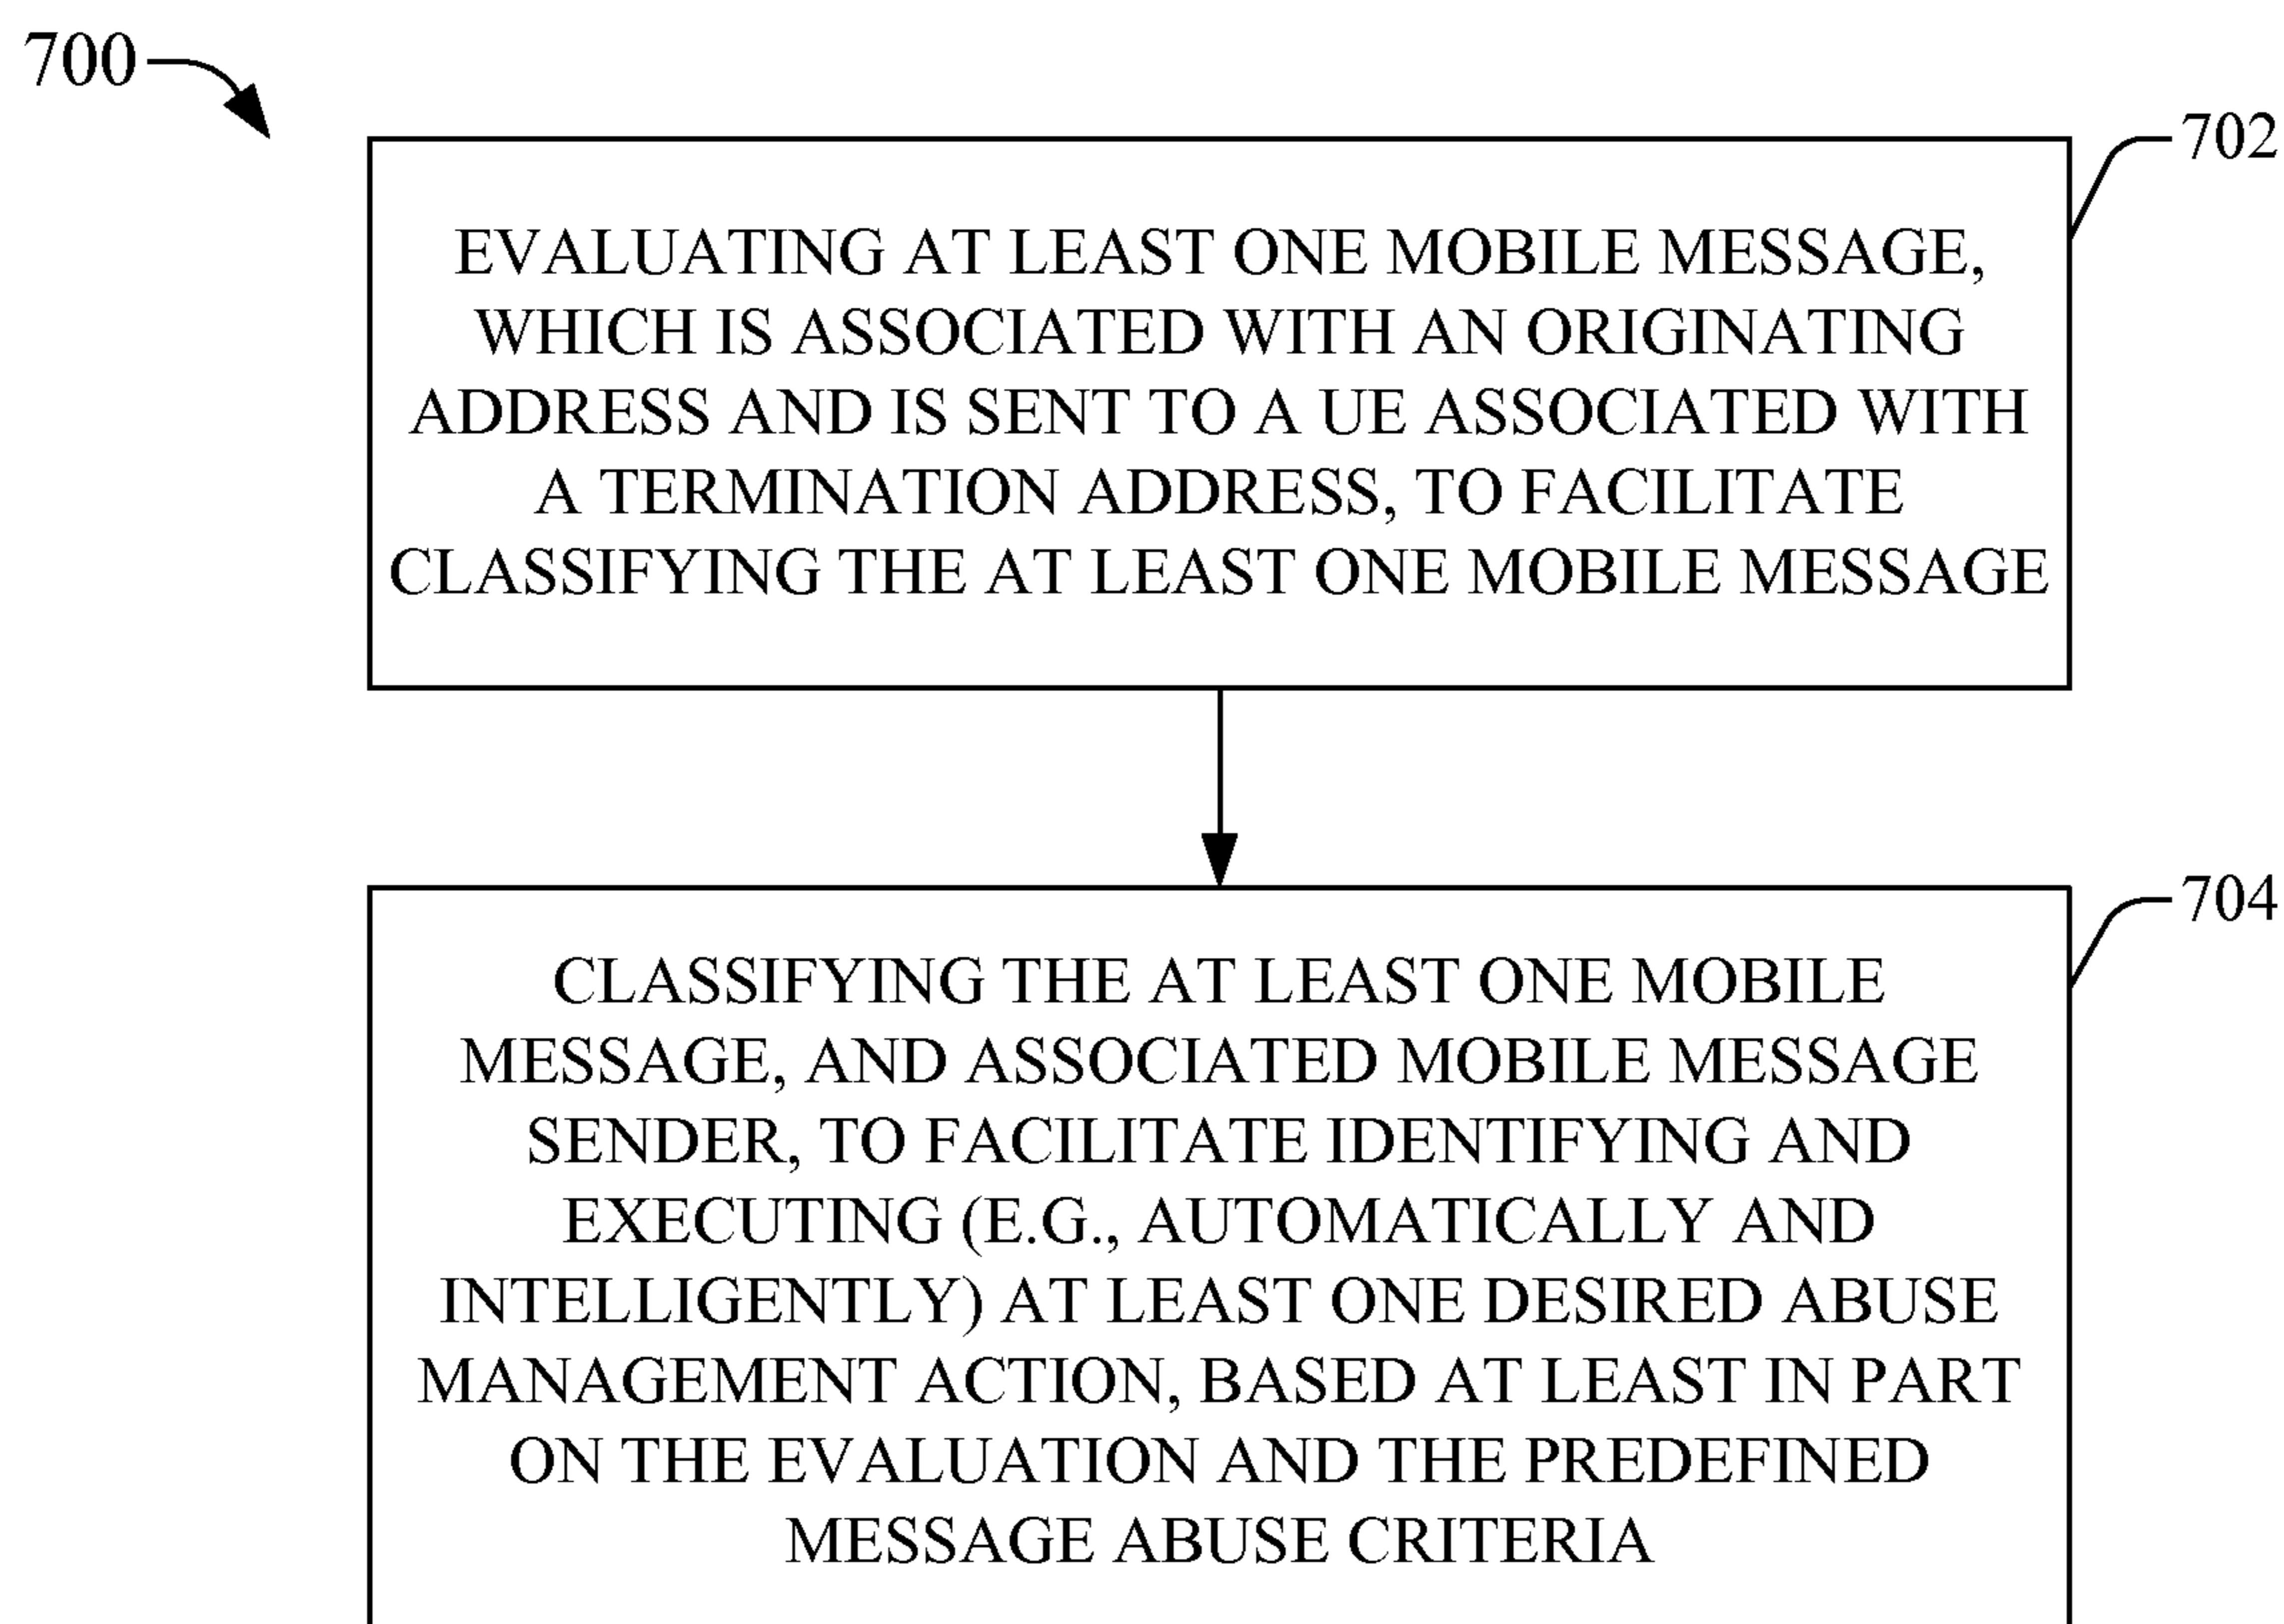 700
702
EVALUATING AT LEAST ONE MOBILE MESSAGE,
WHICH IS ASSOCIATED WITH AN ORIGINATING
ADDRESS AND IS SENT TO A UE ASSOCIATED WITH
A TERMINATION ADDRESS, TO FACILITATE
CLASSIFYING THE AT LEAST ONE MOBILE MESSAGE
704
CLASSIFYING THE AT LEAST ONE MOBILE
MESSAGE, AND ASSOCIATED MOBILE MESSAGE
SENDER, TO FACILITATE IDENTIFYING AND
EXECUTING (E.G., AUTOMATICALLY AND
INTELLIGENTLY) AT LEAST ONE DESIRED ABUSE
MANAGEMENT ACTION, BASED AT LEAST IN PART
ON THE EVALUATION AND THE PREDEFINED
MESSAGE ABUSE CRITERIA